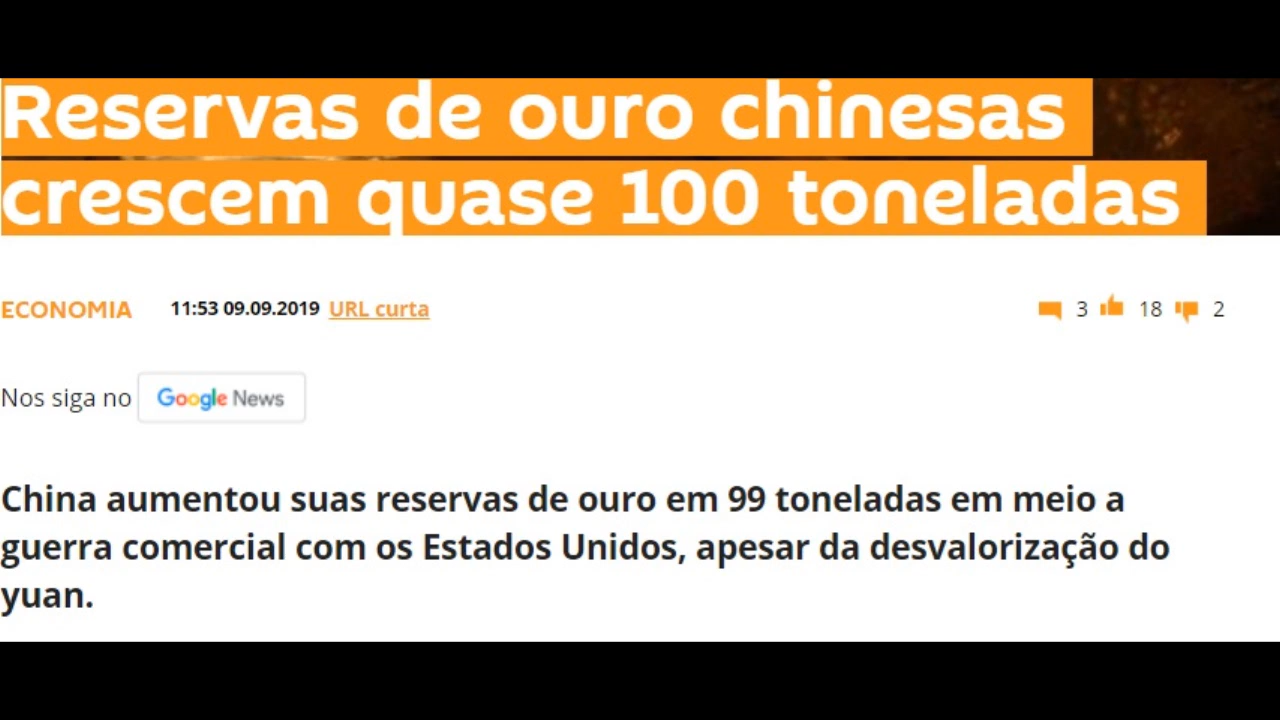 Reservas de ouro chinesas
crescem quase 100 toneladas
ECONOMIA 11:53 09.09.2019 URL curta 3 18 2
Nos siga no Google News
China aumentou suas reservas de ouro em 99 toneladas em meio a
guerra comercial com os Estados Unidos, apesar da desvalorização do
yuan.